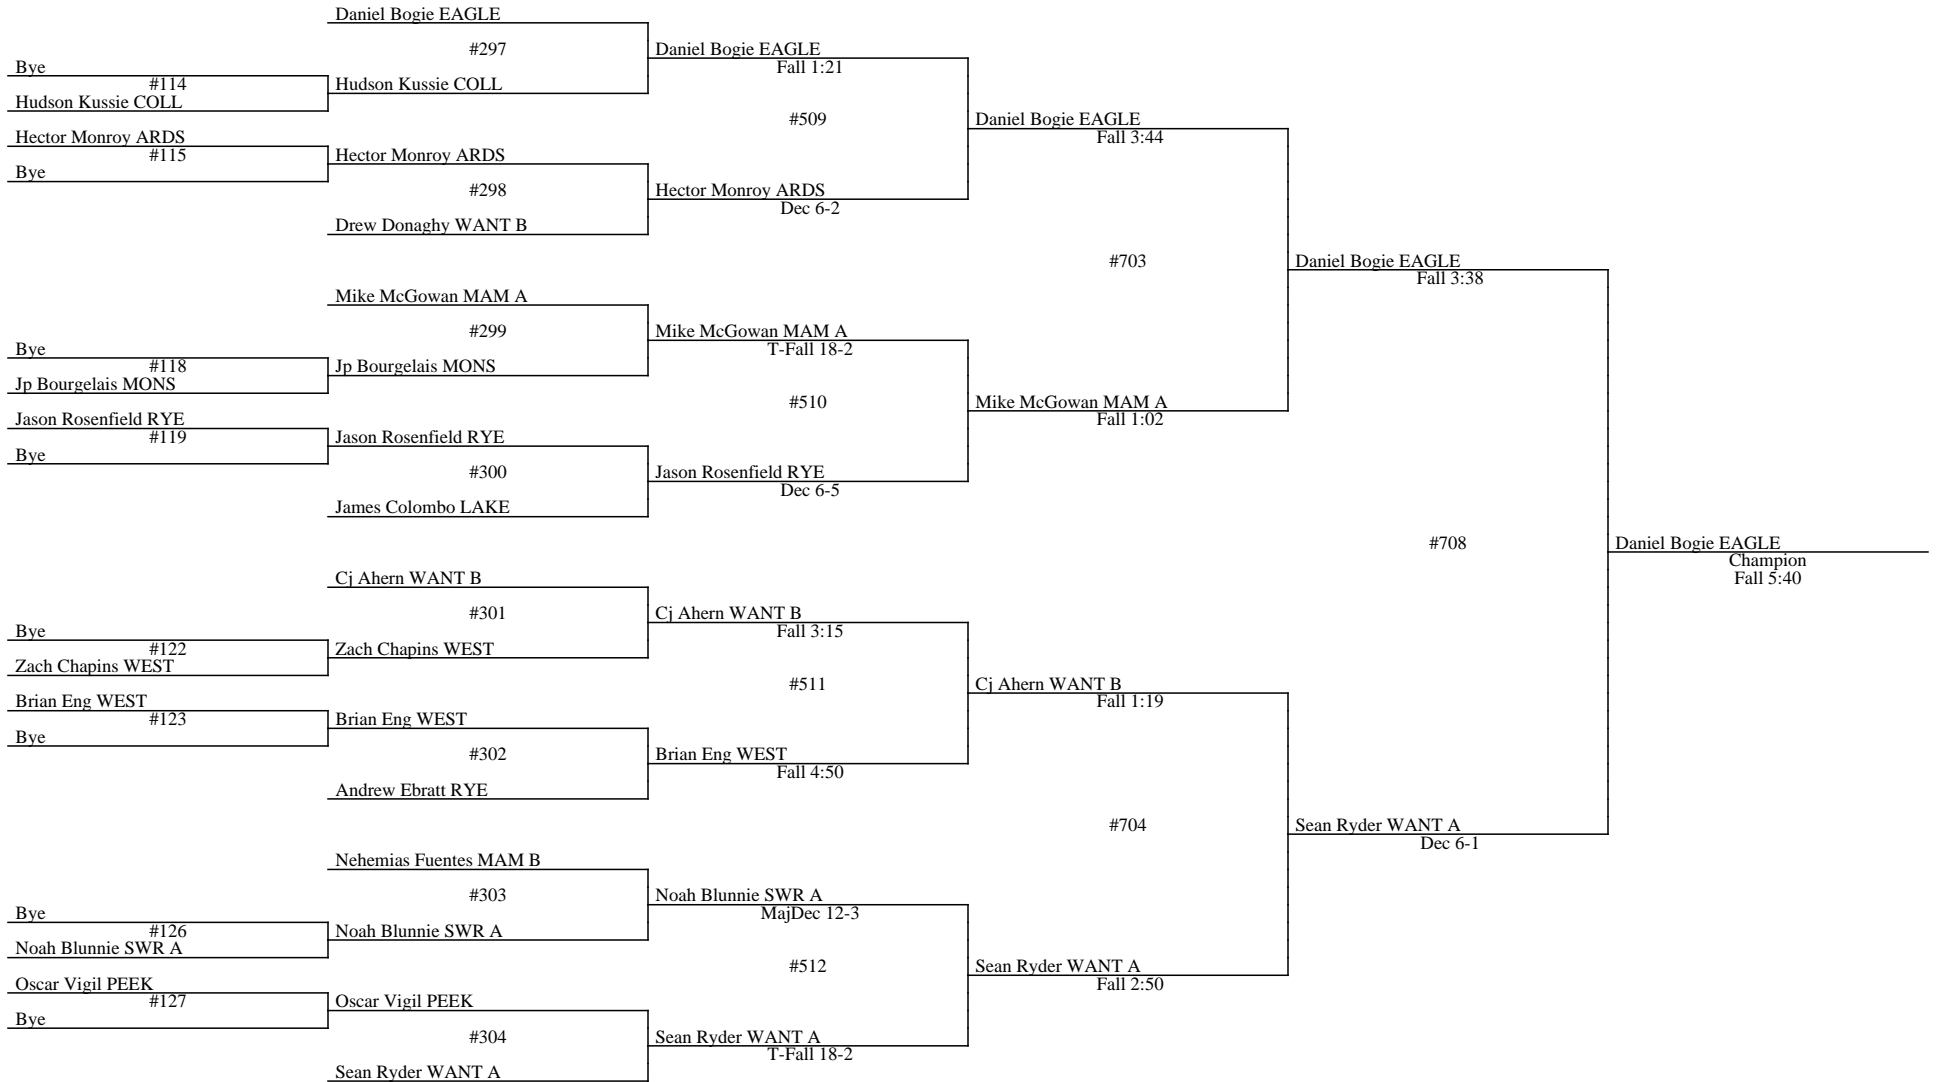 Daniel Bogie EAGLE
#297
Daniel Bogie EAGLE
Fall 1:21
Bye
#114
Hudson Kussie COLL
Hudson Kussie COLL
Hector Monroy ARDS
#115
Bye
#509
Daniel Bogie EAGLE
Fall 3:44
Hector Monroy ARDS
#298
Hector Monroy ARDS
Dec 6-2
Drew Donaghy WANT B
#703
Daniel Bogie EAGLE
Fall 3:38
Mike McGowan MAM A
#299
Mike McGowan MAM A
T-Fall 18-2
Bye
#118
Jp Bourgelais MONS
Jp Bourgelais MONS
Jason Rosenfield RYE
#119
Bye
#510
Mike McGowan MAM A
Fall 1:02
Jason Rosenfield RYE
#300
Jason Rosenfield RYE
Dec 6-5
James Colombo LAKE
#708
Daniel Bogie EAGLE
Champion
Fall 5:40
Cj Ahern WANT B
#301
Cj Ahern WANT B
Fall 3:15
Bye
#122
Zach Chapins WEST
Zach Chapins WEST
Brian Eng WEST
#123
Bye
#511
Cj Ahern WANT B
Fall 1:19
Brian Eng WEST
#302
Brian Eng WEST
Fall 4:50
Andrew Ebratt RYE
#704
Sean Ryder WANT A
Dec 6-1
Nehemias Fuentes MAM B
#303
Noah Blunnie SWR A
MajDec 12-3
Bye
#126
Noah Blunnie SWR A
Noah Blunnie SWR A
Oscar Vigil PEEK
#127
Bye
#512
Sean Ryder WANT A
Fall 2:50
Oscar Vigil PEEK
#304
Sean Ryder WANT A
T-Fall 18-2
Sean Ryder WANT A